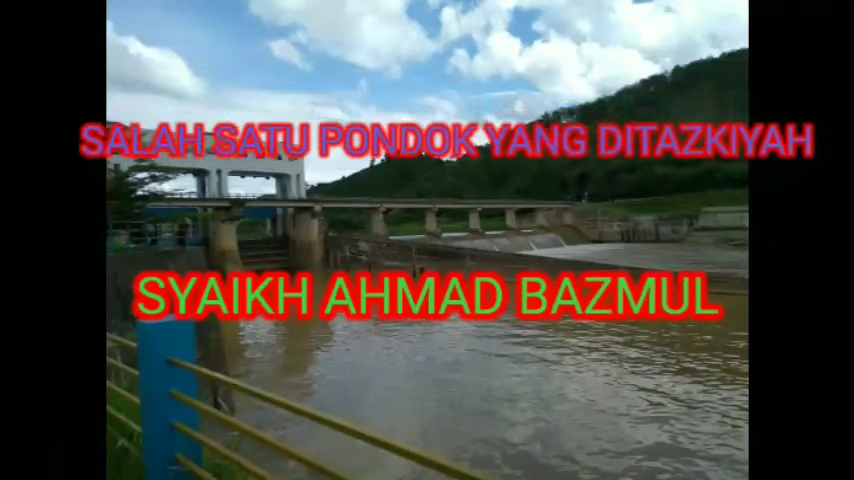 SALAH SATU PONDOK YANG DITAZKIYAH
SYAIKH AHMAD BAZMUL